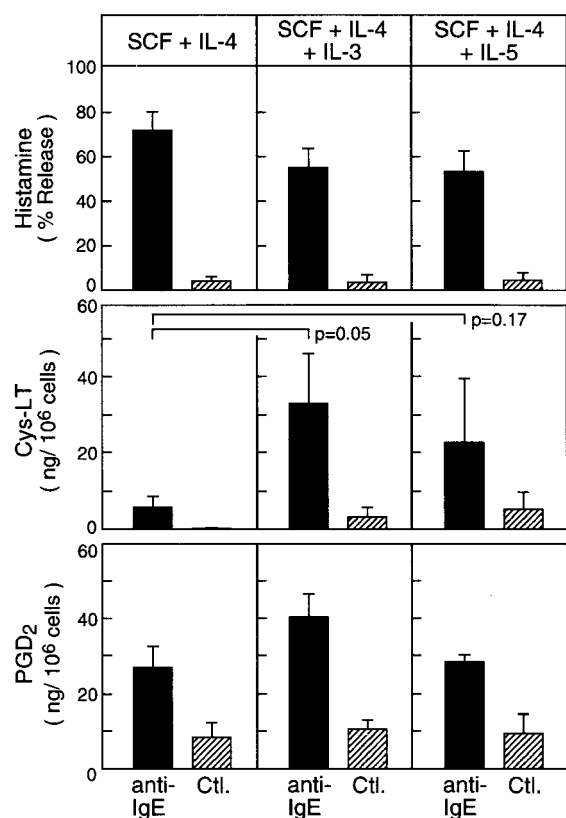 SCF + IL-4
SCF + IL-4
+ IL-3
SCF + IL-4
+ IL-5
Histamine
( % Release )
100
80
60
40
20
0
Cys-LT
( ng/ 10⁶ cells )
60
40
20
0
p=0.05
p=0.17
PGD₂
( ng/ 10⁶ cells )
60
40
20
0
anti-
IgE
Ctl.
anti-
IgE
Ctl.
anti-
IgE
Ctl.